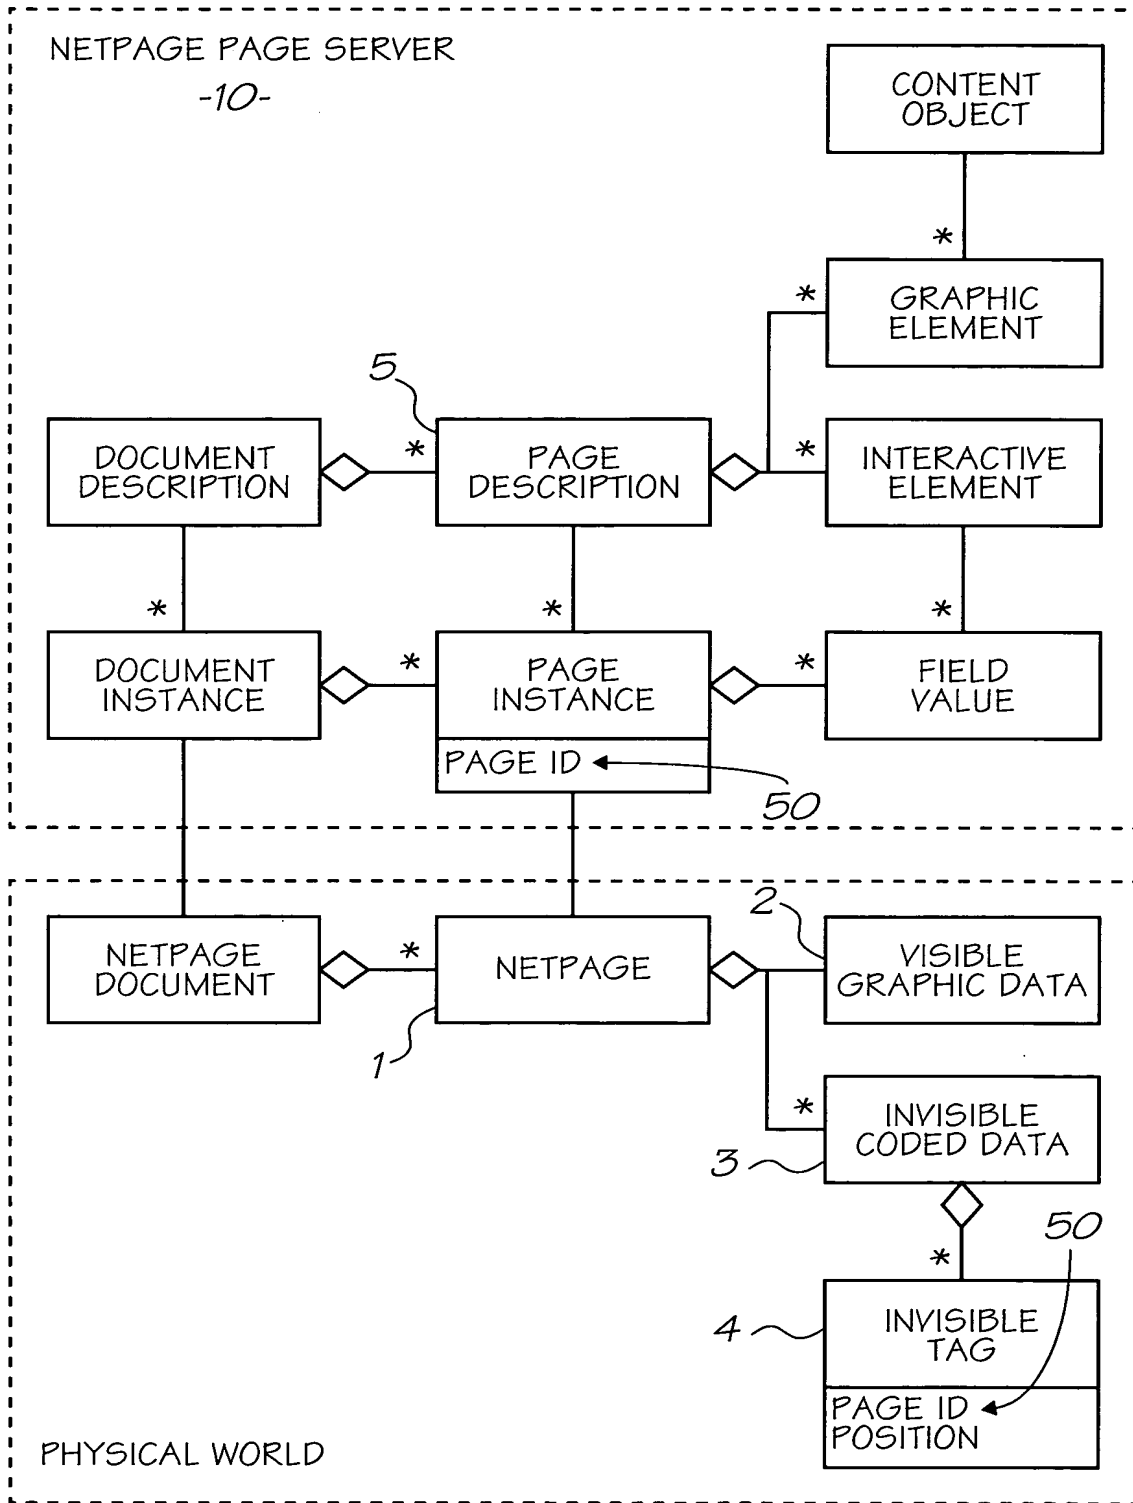 NETPAGE PAGE SERVER
-10-
CONTENT
OBJECT
*
GRAPHIC
ELEMENT
*
5
DOCUMENT
DESCRIPTION
*
PAGE
DESCRIPTION
*
INTERACTIVE
ELEMENT
*
*
*
DOCUMENT
INSTANCE
*
PAGE
INSTANCE
*
FIELD
VALUE
PAGE ID
50
2
NETPAGE
DOCUMENT
*
NETPAGE
VISIBLE
GRAPHIC DATA
1
*
INVISIBLE
CODED DATA
3
50
*
4
INVISIBLE
TAG
PAGE ID
POSITION
PHYSICAL WORLD